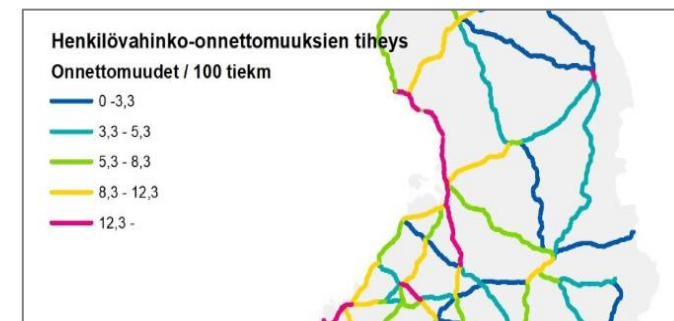 Henkilövahinko-onnettomuuksien tiheys
Onnettomuudet / 100 tiekm
0 -3,3
3,3 - 5,3
5,3 - 8,3
8,3 - 12,3
12,3 -